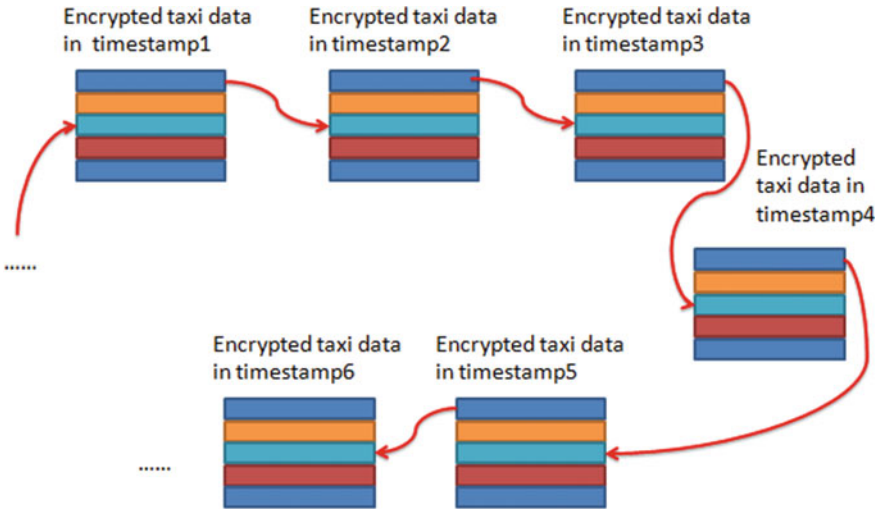 Encrypted taxi data
in timestamp1
Encrypted taxi data
in timestamp2
Encrypted taxi data
in timestamp3
Encrypted
taxi data in
timestamp4
......
Encrypted taxi data
in timestamp6
Encrypted taxi data
in timestamp5
......